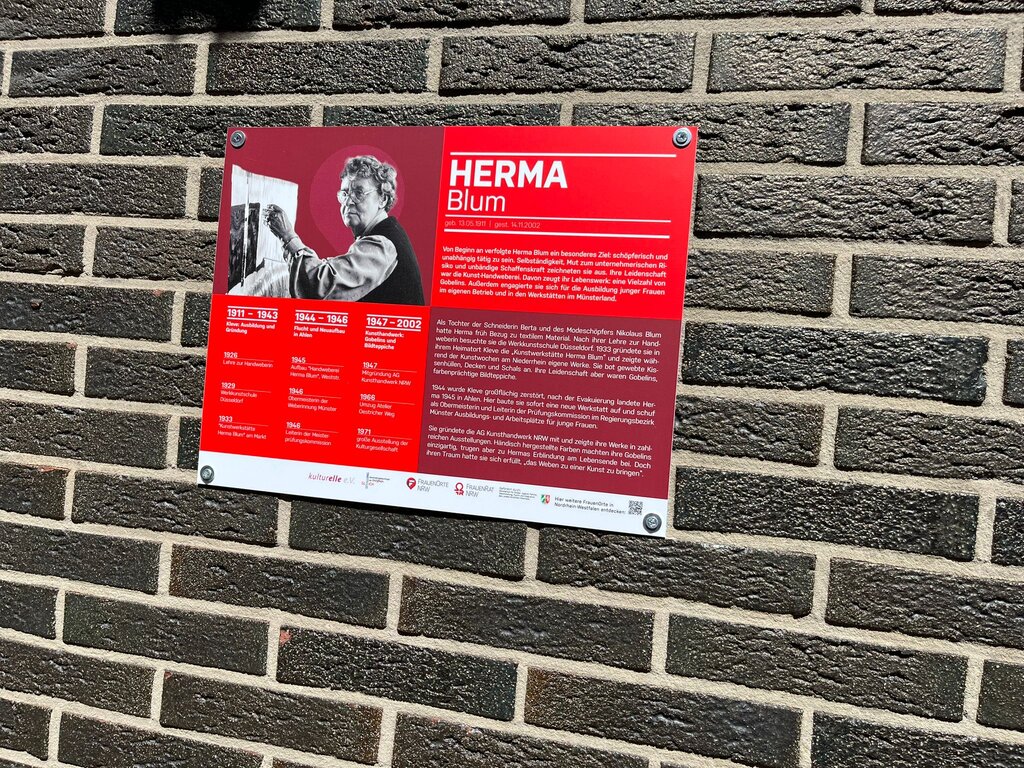 HERMA
Blum
geb. 13.05.1911 | gest. 14.11.2002
Von Beginn an verfolgte Herma Blum ein besonderes Ziel: schöpferisch und
unabhängig tätig zu sein. Selbständigkeit, Mut zum unternehmerischen Ri-
siko und unbändige Schaffenskraft zeichneten sie aus. Ihre Leidenschaft
war die Kunst-Handweberei. Davon zeugt ihr Lebenswerk: eine Vielzahl von
Gobelins. Außerdem engagierte sie sich für die Ausbildung junger Frauen
im eigenen Betrieb und in den Werkstätten im Münsterland.
1911 – 1943
Kleve: Ausbildung und
Gründung
1926
Lehre zur Handweberin
1929
Werkkunstschule
Düsseldorf
1933
"Kunstwerkstätte
Herma Blum" am Markt
1944 – 1946
Flucht und Neuaufbau
in Ahlen
1945
Aufbau "Handweberei
Herma Blum", Weststr.
1946
Obermeisterin der
Weberinnung Münster
1946
Leiterin der Meister
prüfungskommission
1947 – 2002
Kunsthandwerk:
Gobelins und
Bildteppiche
1947
Mitgründung AG
Kunsthandwerk NRW
1966
Umzug Atelier
Oestricher Weg
1971
große Ausstellung der
Kulturgesellschaft
Als Tochter der Schneiderin Berta und des Modeschöpfers Nikolaus Blum
hatte Herma früh Bezug zu textilem Material. Nach ihrer Lehre zur Hand-
weberin besuchte sie die Werkkunstschule Düsseldorf. 1933 gründete sie in
ihrem Heimatort Kleve die „Kunstwerkstätte Herma Blum" und zeigte wäh-
rend der Kunstwochen am Niederrhein eigene Werke. Sie bot gewebte Kis-
senhüllen, Decken und Schals an. Ihre Leidenschaft aber waren Gobelins,
farbenprächtige Bildteppiche.
1944 wurde Kleve großflächig zerstört, nach der Evakuierung landete Her-
ma 1945 in Ahlen. Hier baute sie sofort eine neue Werkstatt auf und schuf
als Obermeisterin und Leiterin der Prüfungskommission im Regierungsbezirk
Münster Ausbildungs- und Arbeitsplätze für junge Frauen.
Sie gründete die AG Kunsthandwerk NRW mit und zeigte ihre Werke in zahl-
reichen Ausstellungen. Händisch hergestellte Farben machten ihre Gobelins
einzigartig, trugen aber zu Hermas Erblindung am Lebensende bei. Doch
ihren Traum hatte sie sich erfüllt, „das Weben zu einer Kunst zu bringen".
kulturelle e.V.
FRAUENORTE
NRW
FRAUENRAT
NRW
Hier weitere FrauenOrte in
Nordrhein-Westfalen entdecken: